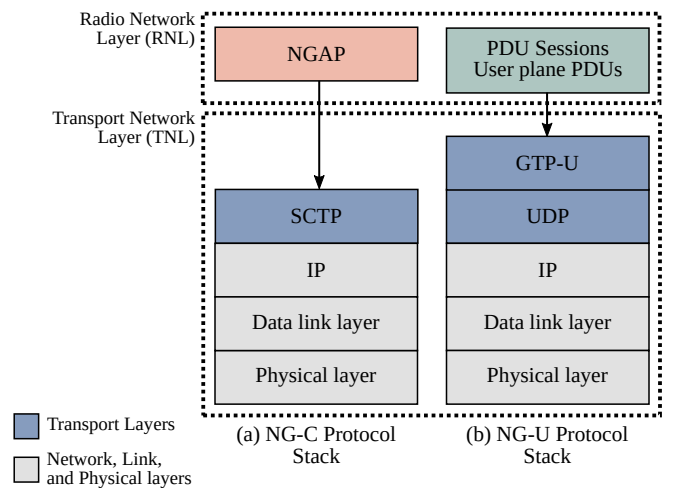 Radio Network
Layer (RNL)
NGAP
PDU Sessions
User plane PDUs
Transport Network
Layer (TNL)
GTP-U
SCTP
UDP
IP
IP
Data link layer
Data link layer
Physical layer
Physical layer
Transport Layers
Network, Link,
and Physical layers
(a) NG-C Protocol
Stack
(b) NG-U Protocol
Stack